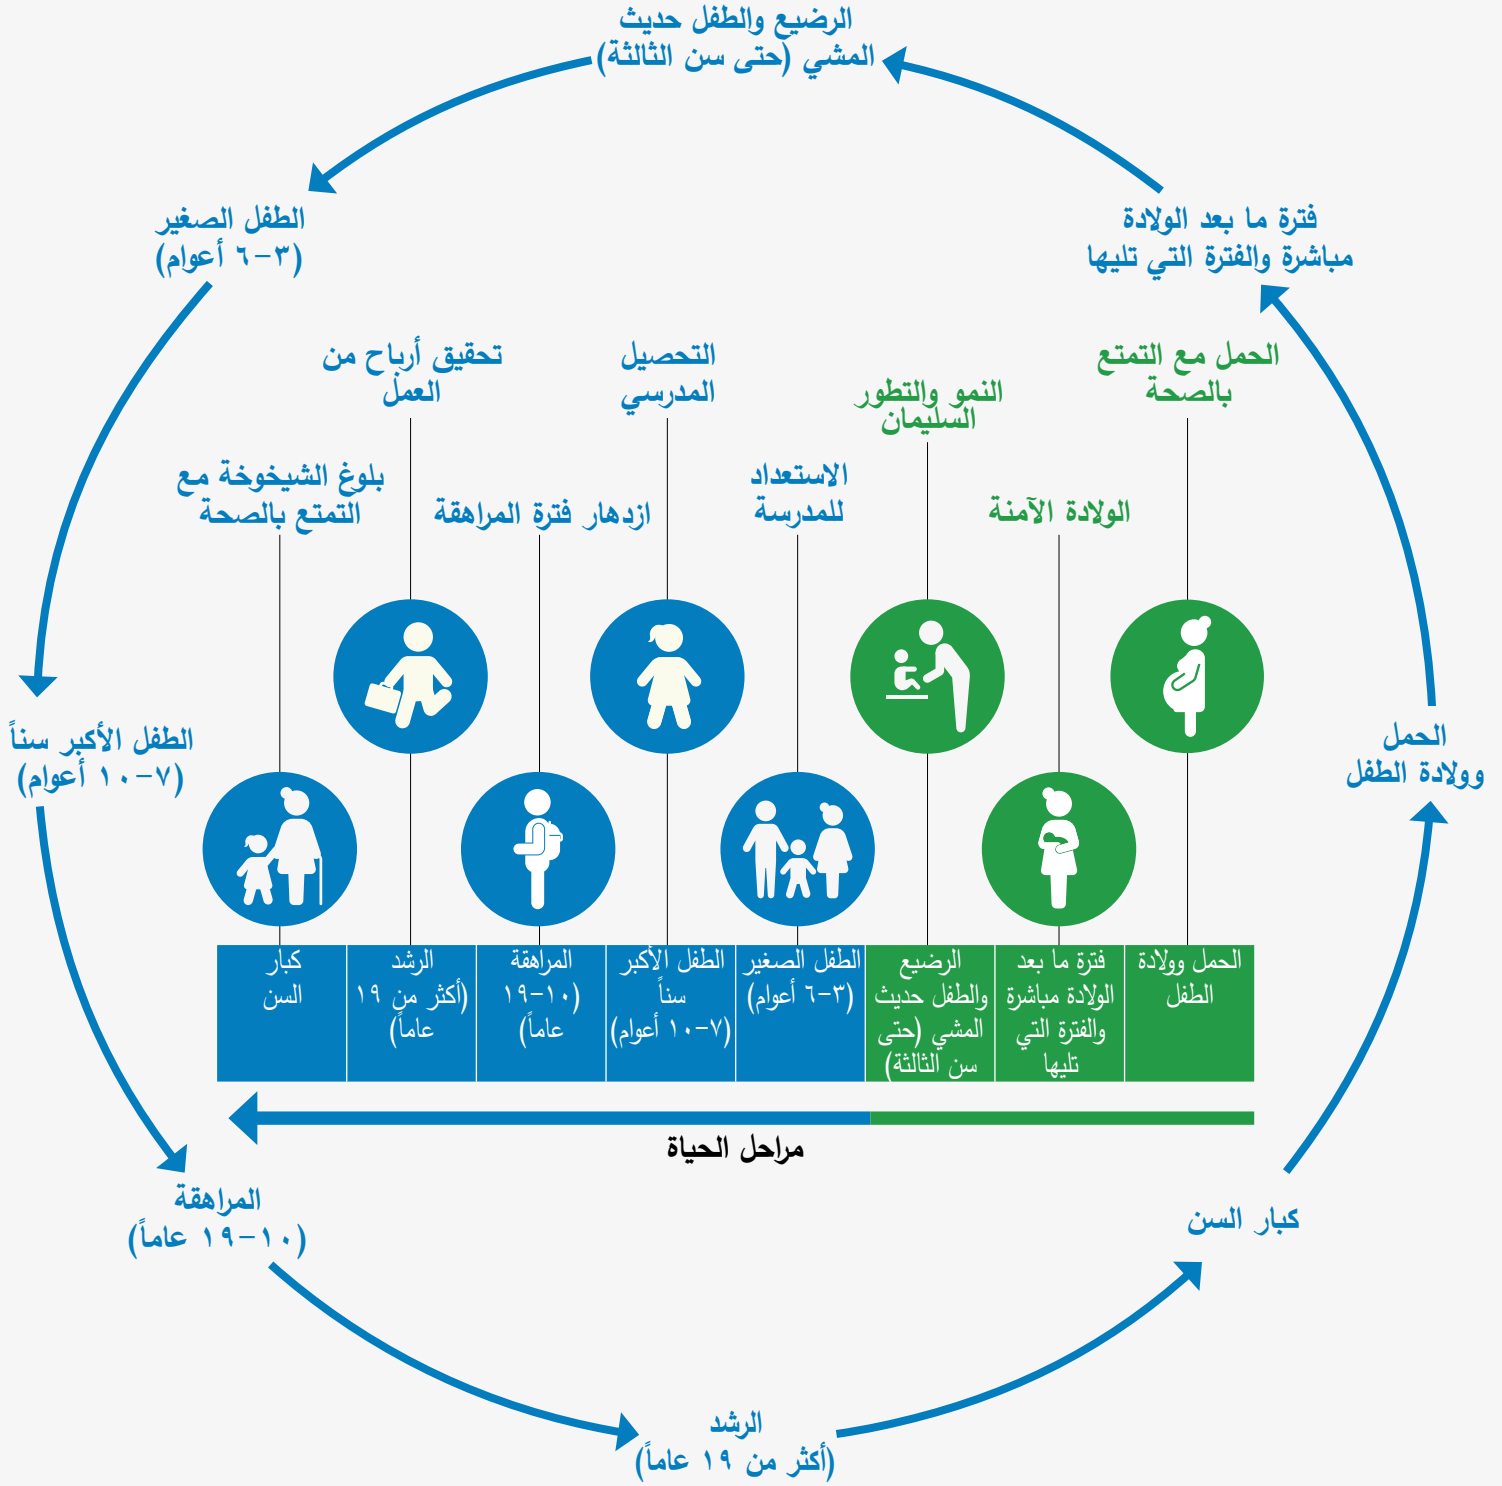 الرضيع والطفل حديث
المشي (حتى سن الثالثة)
فترة ما بعد الولادة
مباشرة والفترة التي تليها
الطفل الصغير
(٣-٦ أعوام)
الحمل مع التمتع
بالصحة
النمو والتطور
السليمان
التحصيل
المدرسي
تحقيق أرباح من
العمل
الولادة الآمنة
الاستعداد
للمدرسة
ازدهار فترة المراهقة
بلوغ الشيخوخة مع
التمتع بالصحة
الحمل
وولادة الطفل
الطفل الأكبر سناً
(٧-١٠ أعوام)
الحمل وولادة
الطفل
فترة ما بعد
الولادة مباشرة
والفترة التي
تليها
الرضيع
والطفل حديث
المشي (حتى
سن الثالثة)
الطفل الصغير
(٣-٦ أعوام)
الطفل الأكبر
سناً
(٧-١٠ أعوام)
المراهقة
(١٠-١٩
عاماً)
الرشد
(أكثر من ١٩
عاماً)
كبار
السن
مراحل الحياة
كبار السن
المراهقة
(١٠-١٩ عاماً)
الرشد
(أكثر من ١٩ عاماً)